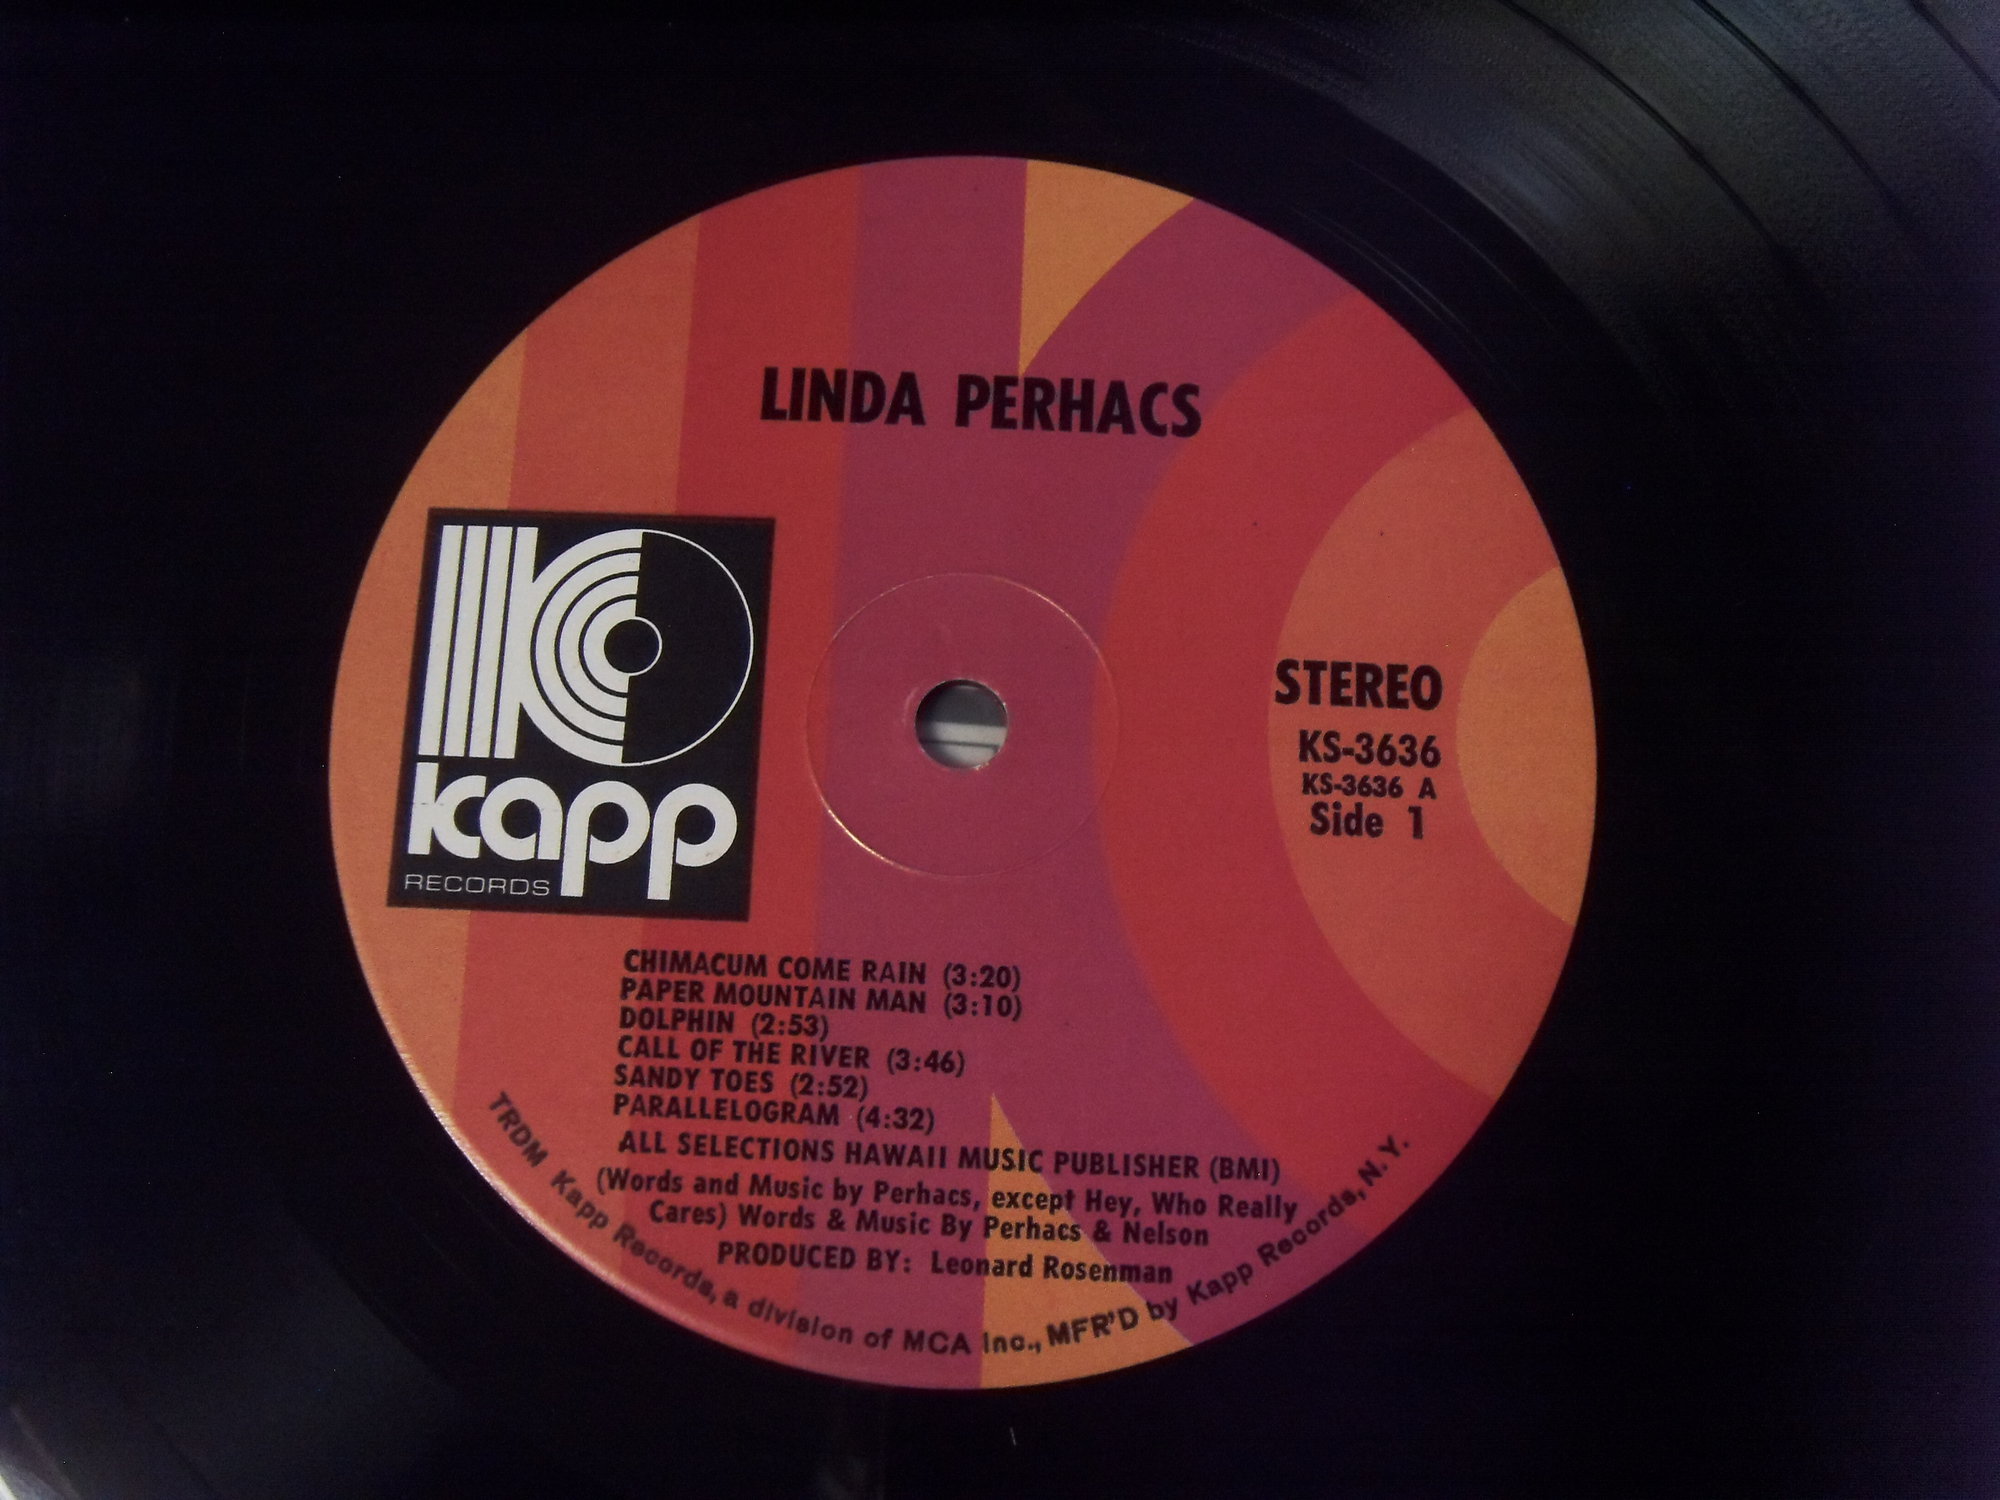 LINDA PERHACS
kapp
RECORDS
STEREO
KS-3636
KS-3636 A
Side 1
CHIMACUM COME RAIN (3:20)
PAPER MOUNTAIN MAN (3:10)
DOLPHIN (2:53)
CALL OF THE RIVER (3:46)
SANDY TOES (2:52)
PARALLELOGRAM (4:32)
ALL SELECTIONS HAWAII MUSIC PUBLISHER (BMI)
(Words and Music by Perhacs, except Hey, Who Really
Cares) Words & Music By Perhacs & Nelson
PRODUCED BY: Leonard Rosenman
TRDM Kapp Records, a division of MCA Inc., MFR'D by Kapp Records, N.Y.